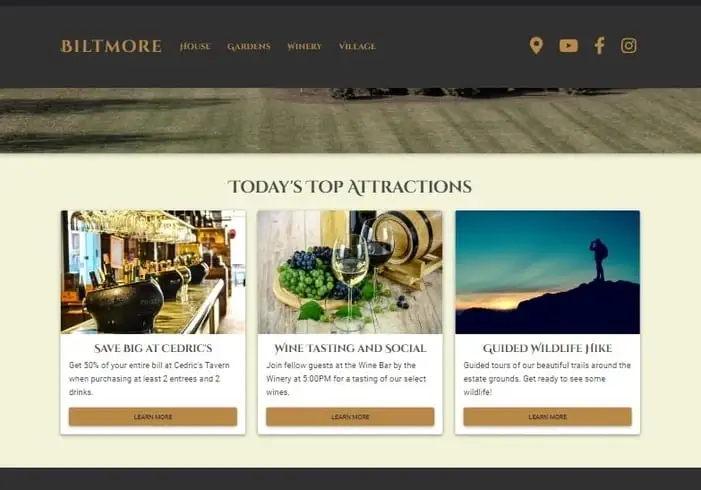 Biltmore House Gardens Winery Village
Today's Top Attractions
Save Big at Cedric's
Get 50% of your entire bill at Cedric's Tavern
when purchasing at least 2 entrees and 2
drinks.
LEARN MORE
Wine Tasting and Social
Join fellow guests at the Wine Bar by the
Winery at 5:00PM for a tasting of our select
wines.
LEARN MORE
Guided Wildlife Hike
Guided tours of our beautiful trails around the
estate grounds. Get ready to see some
wildlife!
LEARN MORE